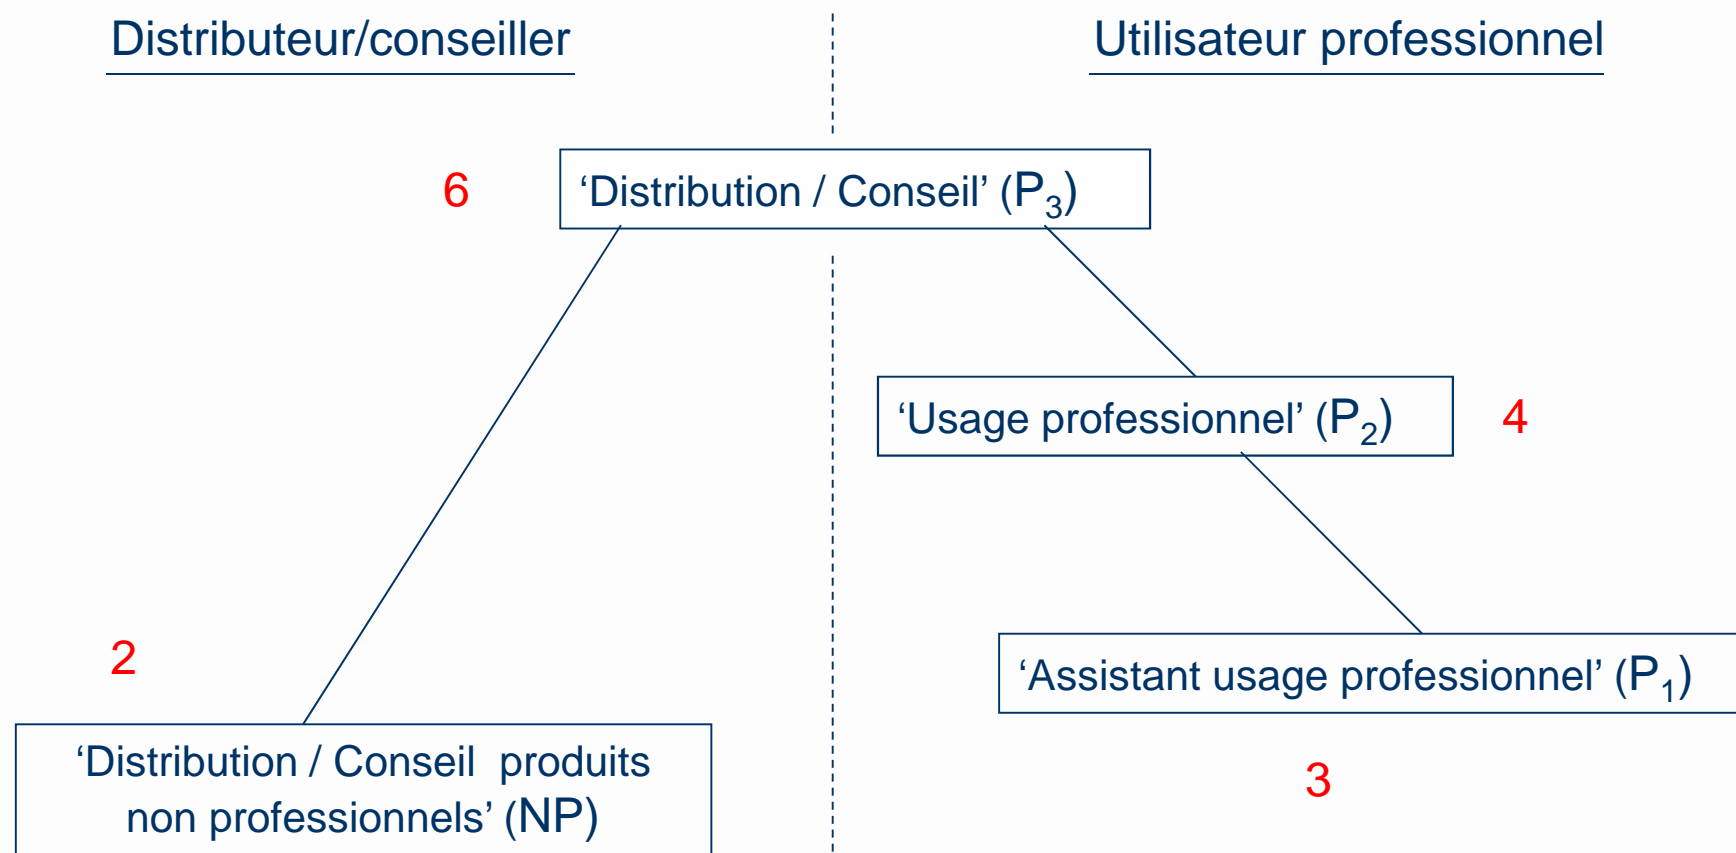 Distributeur/conseiller
Utilisateur professionnel
6
‘Distribution / Conseil’ (P3)
‘Usage professionnel’ (P2)
4
2
‘Assistant usage professionnel’ (P1)
‘Distribution / Conseil produits
non professionnels’ (NP)
3